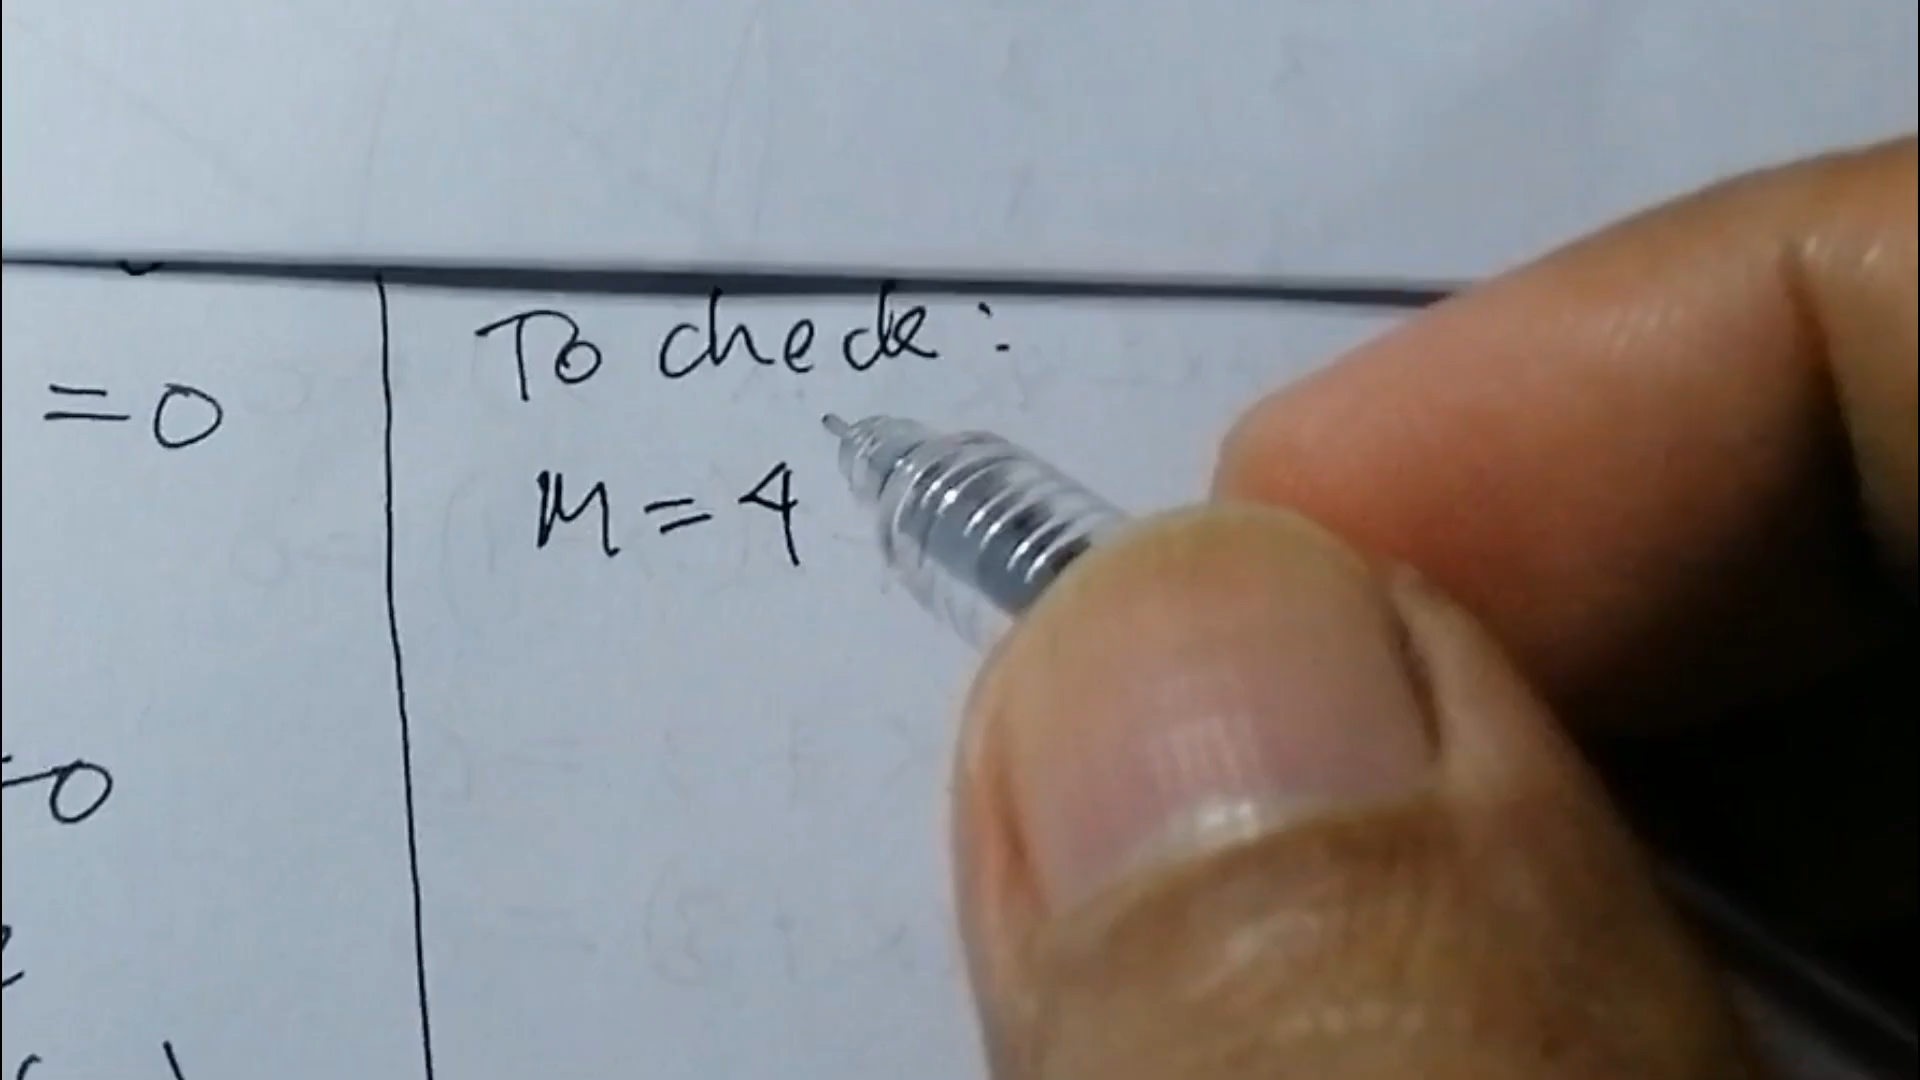 To check:
= 0
M = 4
= 0